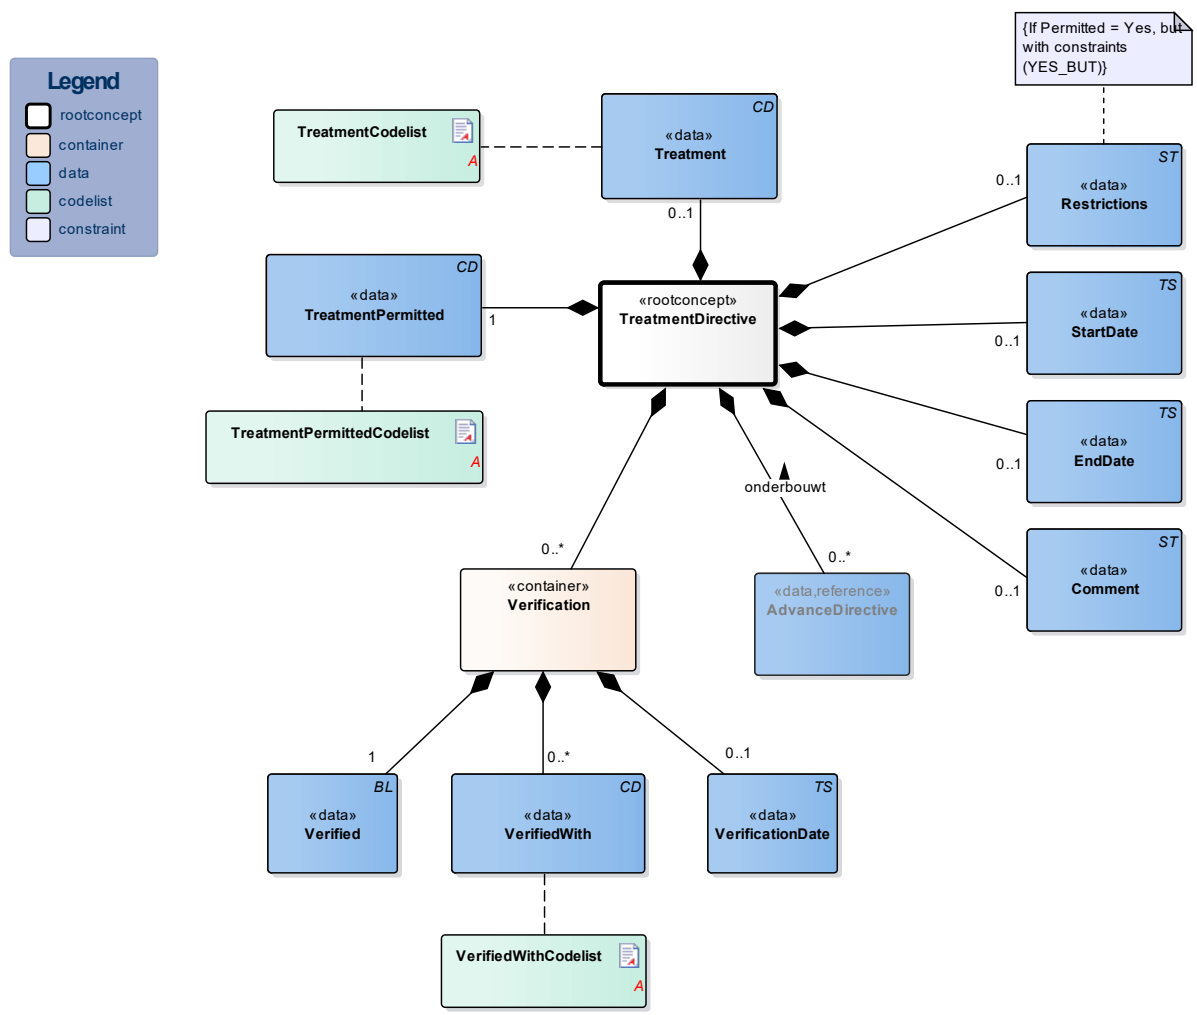 {If Permitted = Yes, but
with constraints
(YES_BUT)}
Legend
rootconcept
container
data
codelist
constraint
TreatmentCodelist
A
CD
«data»
Treatment
0..1
ST
«data»
Restrictions
0..1
CD
«data»
TreatmentPermitted
1
«rootconcept»
TreatmentDirective
TS
«data»
StartDate
0..1
TreatmentPermittedCodelist
A
TS
«data»
EndDate
0..1
onderbouwt
0..*
0..*
ST
«data»
Comment
0..1
«container»
Verification
«data,reference»
AdvanceDirective
1
0..*
0..1
BL
«data»
Verified
CD
«data»
VerifiedWith
TS
«data»
VerificationDate
VerifiedWithCodelist
A